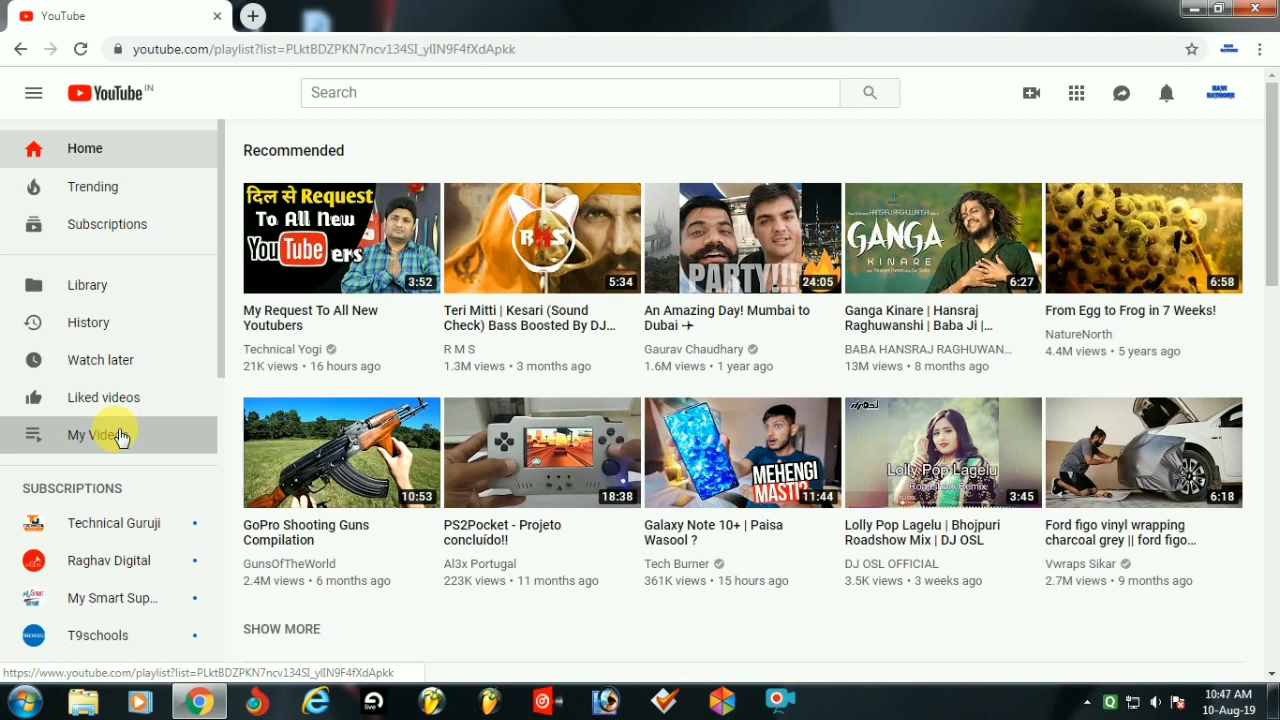 YouTube
youtube.com/playlist?list=PLktBDZPKN7ncv134SI_ylIN9F4fXdApkk
YouTube IN
Search
RAVI
RATHORE
Home
Trending
Subscriptions
Library
History
Watch later
Liked videos
My Videos
SUBSCRIPTIONS
Technical Guruji
Raghav Digital
My Smart Sup...
T9schools
Recommended
दिल से Request
To All New
YouTubers
3:52
My Request To All New
Youtubers
Technical Yogi
21K views • 16 hours ago
R S
5:34
Teri Mitti | Kesari (Sound
Check) Bass Boosted By DJ...
R M S
1.3M views • 3 months ago
PARTY!!!
24:05
An Amazing Day! Mumbai to
Dubai ✈
Gaurav Chaudhary
1.6M views • 1 year ago
HANSRAJ RAGHUWANSHI
GANGA
KINARE
6:27
Ganga Kinare | Hansraj
Raghuwanshi | Baba Ji |...
BABA HANSRAJ RAGHUWAN...
13M views • 8 months ago
6:58
From Egg to Frog in 7 Weeks!
NatureNorth
4.4M views • 5 years ago
10:53
GoPro Shooting Guns
Compilation
GunsOfTheWorld
2.4M views • 6 months ago
18:38
PS2Pocket - Projeto
concluído!!
Al3x Portugal
223K views • 11 months ago
MEHENGI
MASTI
11:44
Galaxy Note 10+ | Paisa
Wasool ?
Tech Burner
361K views • 15 hours ago
Lolly Pop Lagelu
Roadshow Remix
3:45
Lolly Pop Lagelu | Bhojpuri
Roadshow Mix | DJ OSL
DJ OSL OFFICIAL
3.5K views • 3 weeks ago
6:18
Ford figo vinyl wrapping
charcoal grey || ford figo...
Vwraps Sikar
2.7M views • 9 months ago
SHOW MORE
https://www.youtube.com/playlist?list=PLktBDZPKN7ncv134SI_ylIN9F4fXdApkk
live
10:47 AM
10-Aug-19